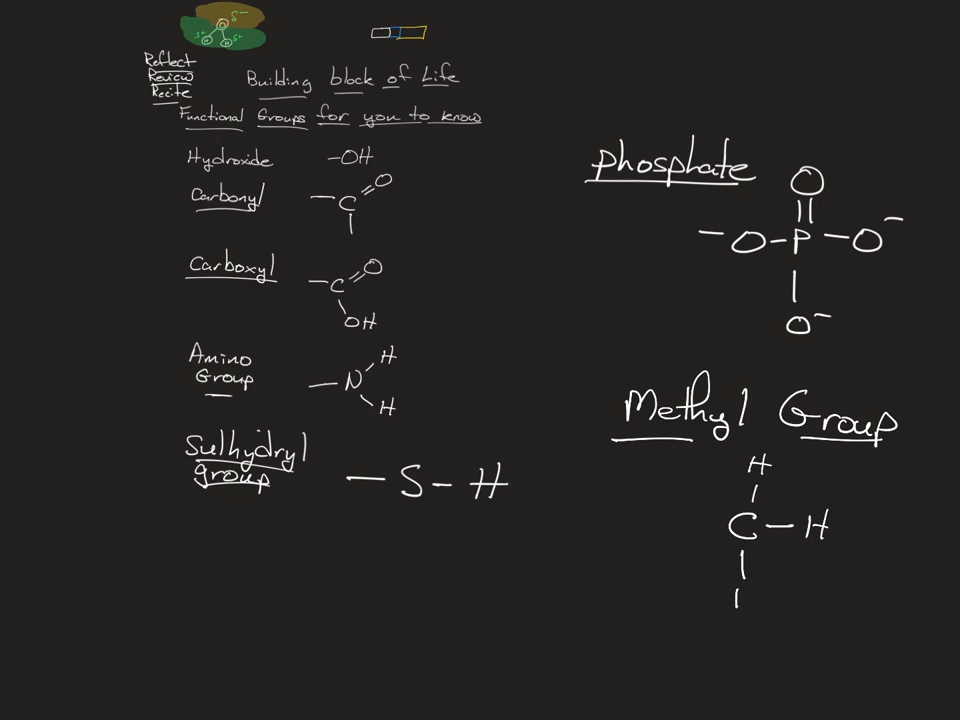 δ-
O
δ+ δ+
H H
Reflect
Review
Recite
Building block of Life
Functional Groups for you to know
Hydroxide -OH
Carbonyl
O
C
Carboxyl
O
C
OH
Amino
Group
H
N
H
Sulhydryl
group
S - H
phosphate
O
- O - P - O-
O-
Methyl Group
H
C - H